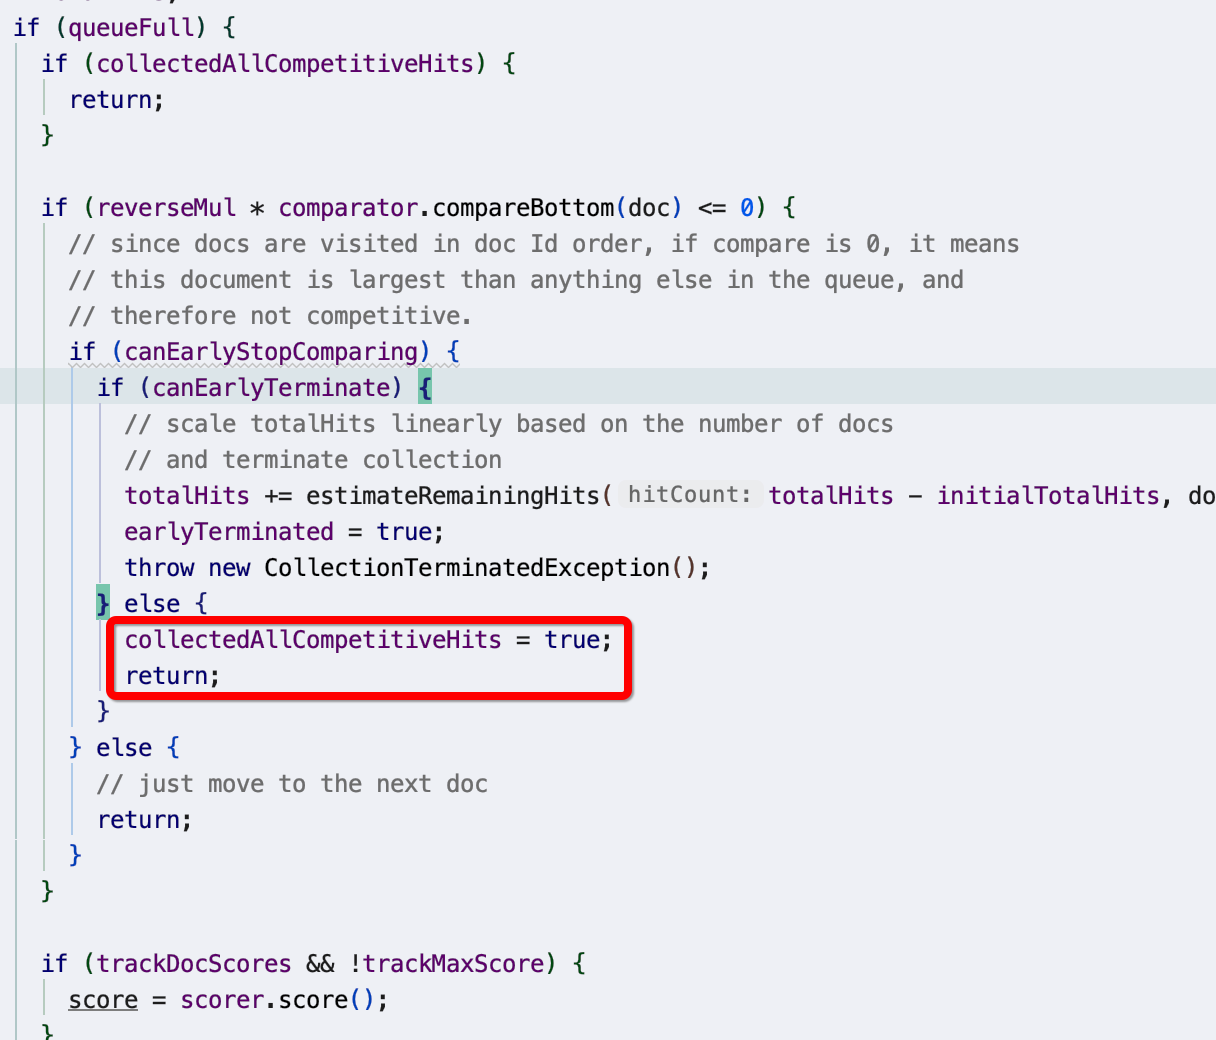 if (queueFull) {
if (collectedAllCompetitiveHits) {
return;
}
if (reverseMul * comparator.compareBottom(doc) <= 0) {
// since docs are visited in doc Id order, if compare is 0, it means
// this document is largest than anything else in the queue, and
// therefore not competitive.
if (canEarlyStopComparing) {
if (canEarlyTerminate) {
// scale totalHits linearly based on the number of docs
// and terminate collection
totalHits += estimateRemainingHits( hitCount: totalHits - initialTotalHits, do
earlyTerminated = true;
throw new CollectionTerminatedException();
} else {
collectedAllCompetitiveHits = true;
return;
}
} else {
// just move to the next doc
return;
}
}
if (trackDocScores && !trackMaxScore) {
score = scorer.score();
}